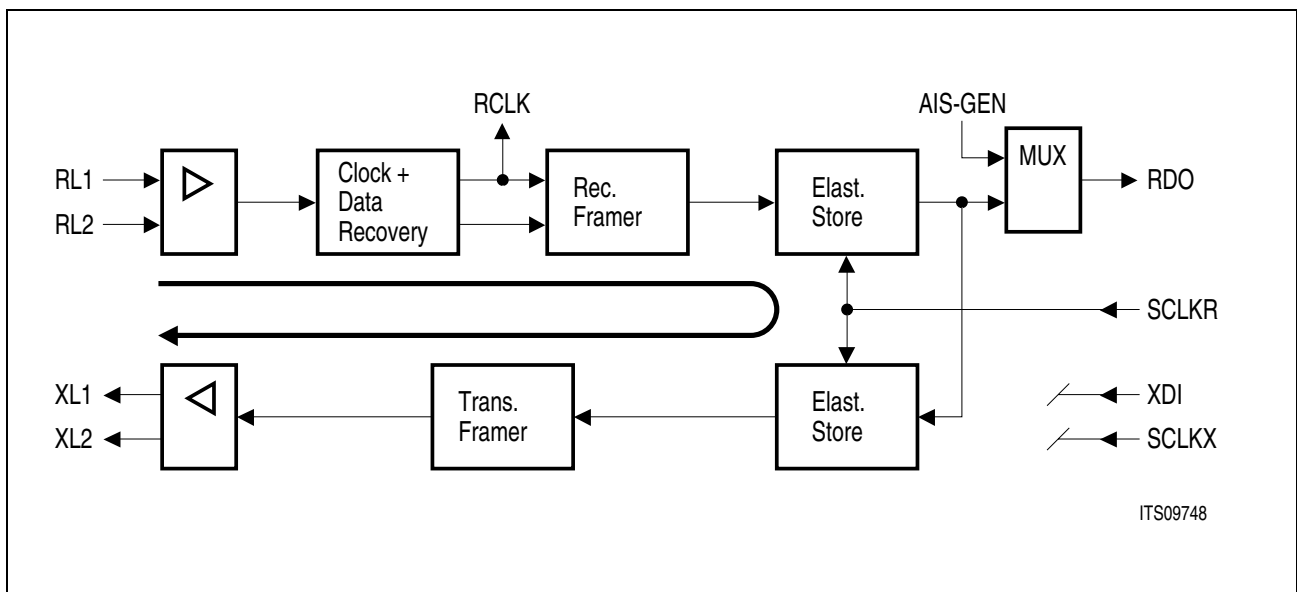 RCLK
AIS-GEN
RL1
RL2
Clock +
Data
Recovery
Rec.
Framer
Elast.
Store
MUX
RDO
SCLKR
XL1
XL2
Trans.
Framer
Elast.
Store
XDI
SCLKX
ITS09748